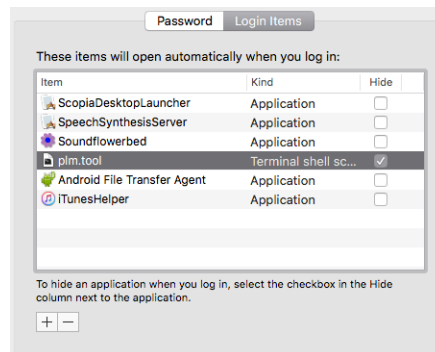 Password Login Items
These items will open automatically when you log in:
Item Kind Hide
ScopiaDesktopLauncher Application
SpeechSynthesisServer Application
Soundflowerbed Application
plm.tool Terminal shell sc...
Android File Transfer Agent Application
iTunesHelper Application
To hide an application when you log in, select the checkbox in the Hide
column next to the application.
+ −